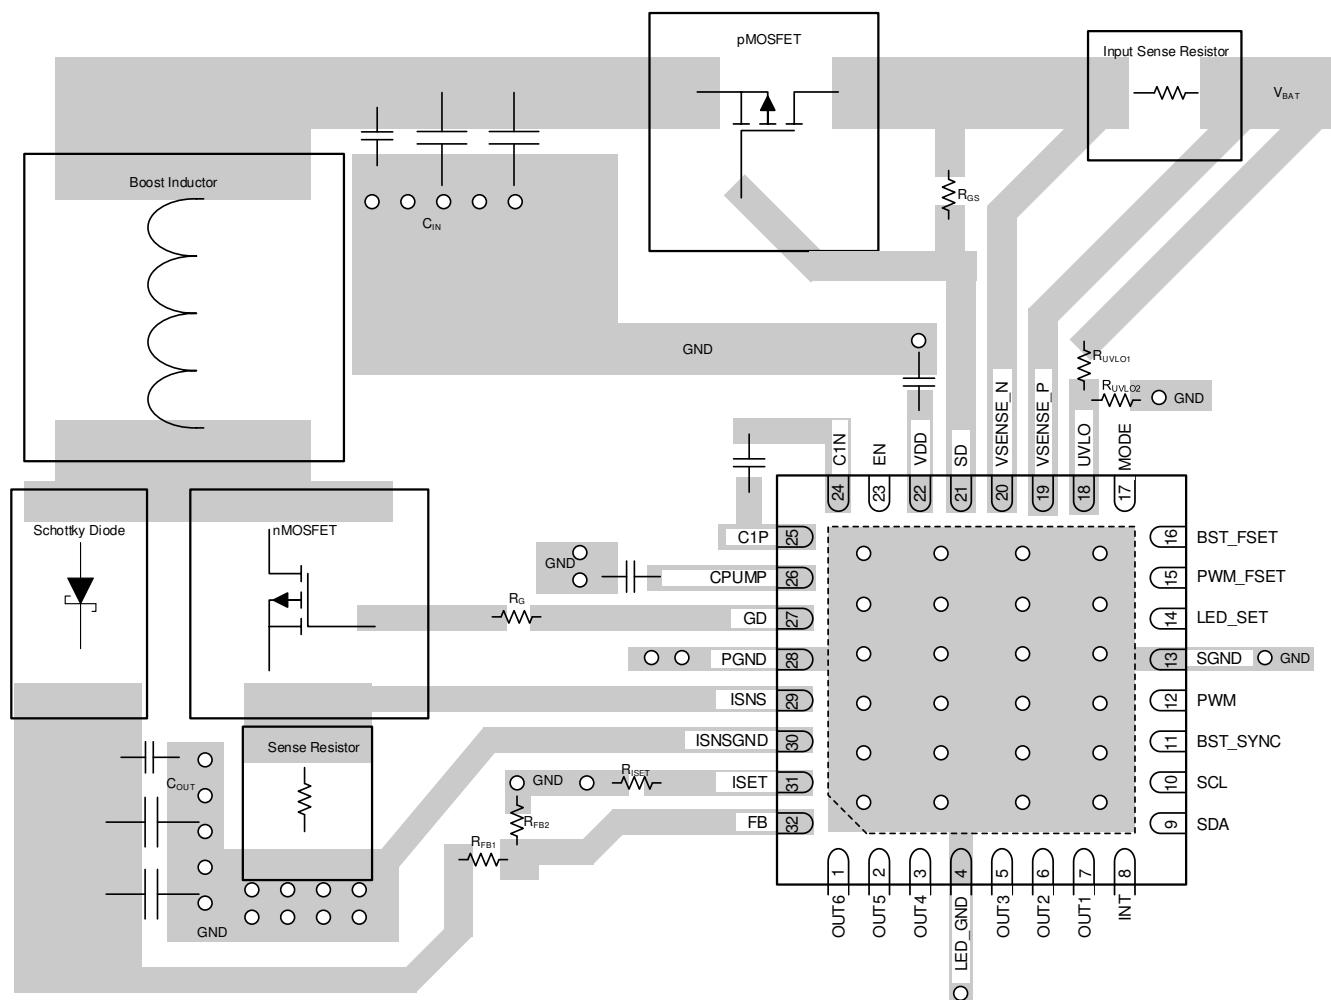 pMOSFET
Input Sense Resistor
VBAT
Boost Inductor
RGS
CIN
GND
RUVLO1
RUVLO2
GND
C1N
EN
VDD
SD
VSENSE_N
VSENSE_P
UVLO
MODE
24
23
22
21
20
19
18
17
Schottky Diode
nMOSFET
C1P
25
16
BST_FSET
GND
CPUMP
26
15
PWM_FSET
RG
GD
27
14
LED_SET
PGND
28
13
SGND
GND
ISNS
29
12
PWM
Sense Resistor
ISNSGND
30
11
BST_SYNC
COUT
GND
RISET
ISET
31
10
SCL
RFB2
FB
32
9
SDA
RFB1
1
2
3
4
5
6
7
8
GND
OUT6
OUT5
OUT4
LED_GND
OUT3
OUT2
OUT1
INT